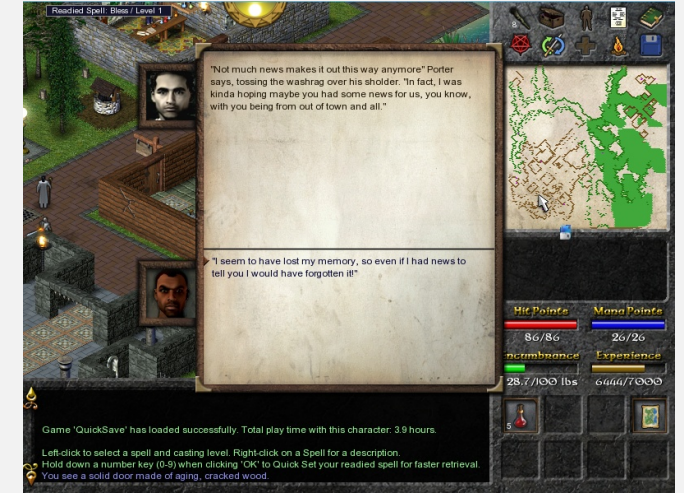 Readied Spell: Bless / Level 1
8
"Not much news makes it out this way anymore" Porter
says, tossing the washrag over his sholder. "In fact, I was
kinda hoping maybe you had some news for us, you know,
with you being from out of town and all."
"I seem to have lost my memory, so even if I had news to
tell you I would have forgotten it!"
Hit Points
Mana Points
86/86
26/26
ncumbrance
Experience
28.7/100 lbs
6444/7000
5
Game 'QuickSave' has loaded successfully. Total play time with this character: 3.9 hours.
Left-click to select a spell and casting level. Right-click on a Spell for a description.
Hold down a number key (0-9) when clicking 'OK' to Quick Set your readied spell for faster retrieval.
You see a solid door made of aging, cracked wood.